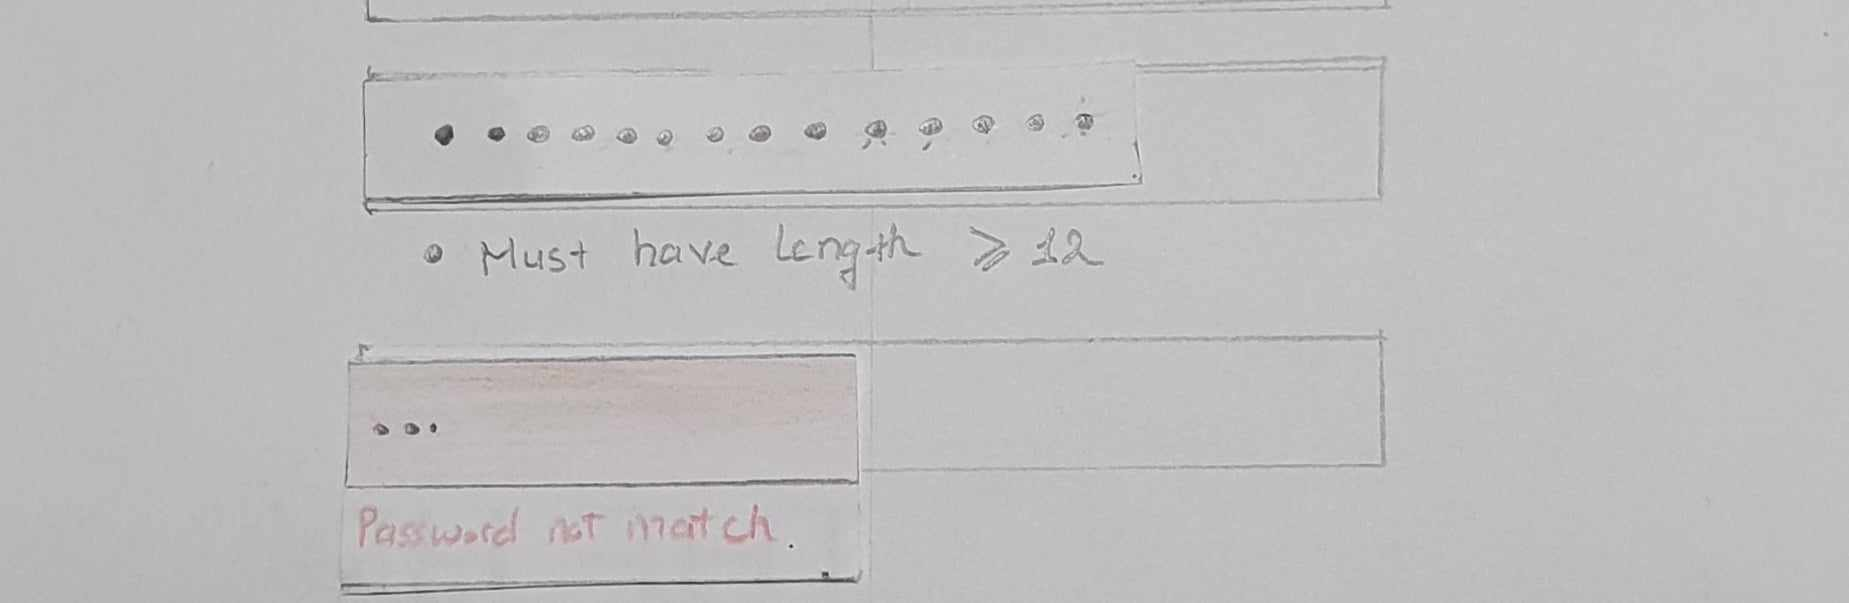 • Must have length ⩾ 12
Password not match.